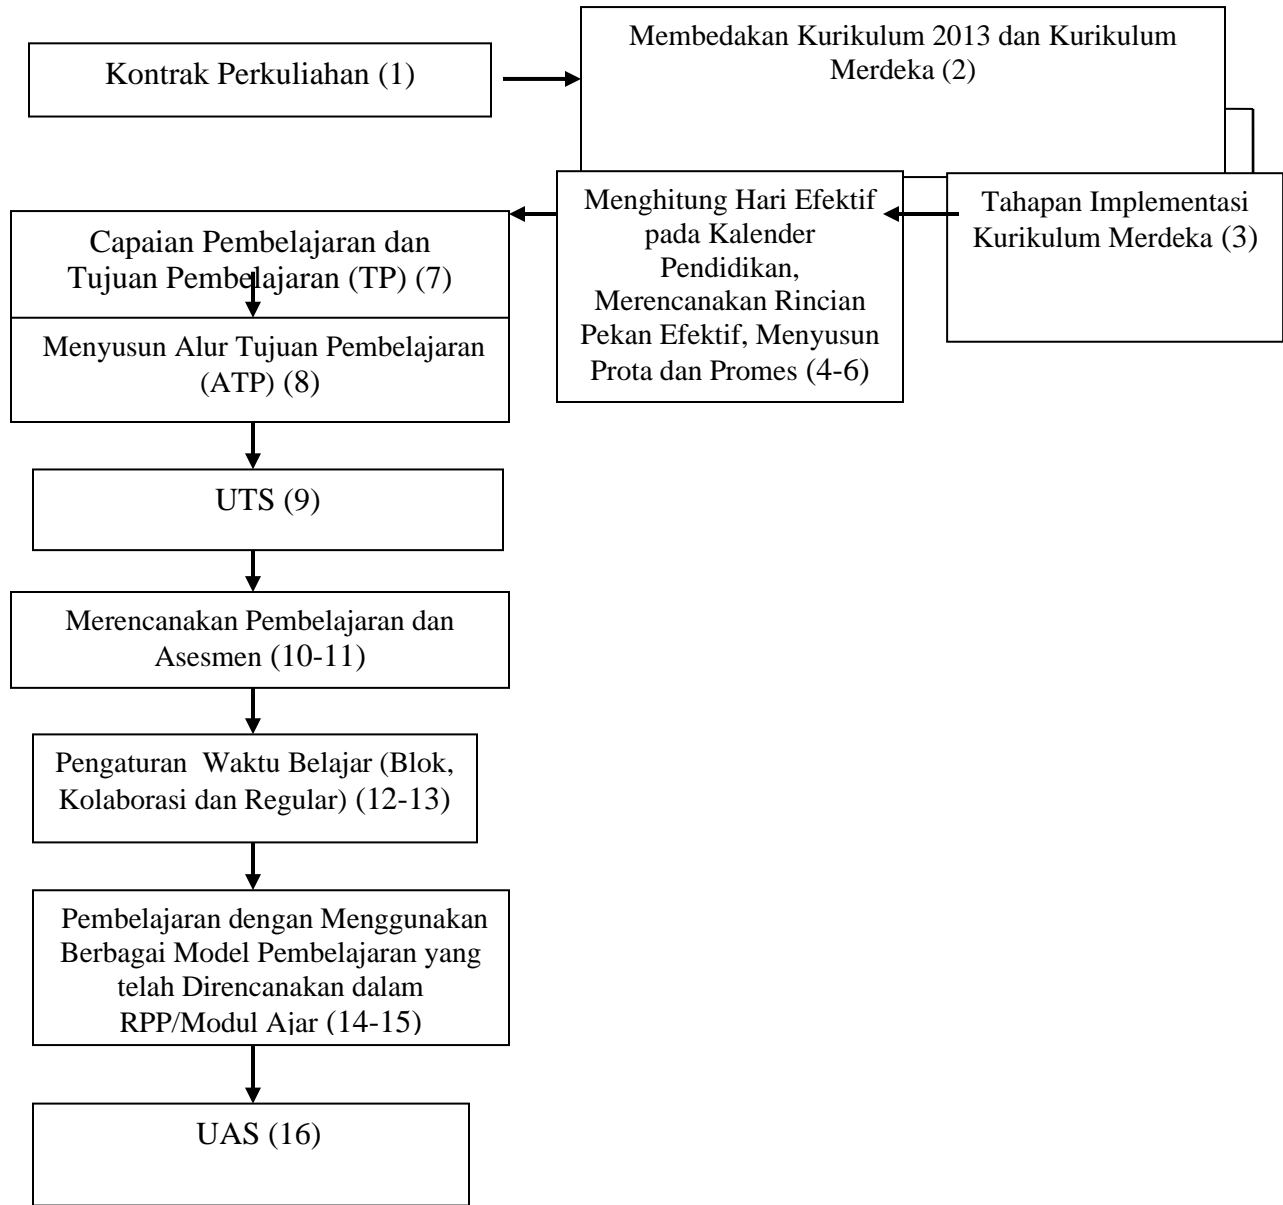 Kontrak Perkuliahan (1)
Membedakan Kurikulum 2013 dan Kurikulum
Merdeka (2)
Tahapan Implementasi
Kurikulum Merdeka (3)
Menghitung Hari Efektif
pada Kalender
Pendidikan,
Merencanakan Rincian
Pekan Efektif, Menyusun
Prota dan Promes (4-6)
Capaian Pembelajaran dan
Tujuan Pembelajaran (TP) (7)
Menyusun Alur Tujuan Pembelajaran
(ATP) (8)
UTS (9)
Merencanakan Pembelajaran dan
Asesmen (10-11)
Pengaturan Waktu Belajar (Blok,
Kolaborasi dan Regular) (12-13)
Pembelajaran dengan Menggunakan
Berbagai Model Pembelajaran yang
telah Direncanakan dalam
RPP/Modul Ajar (14-15)
UAS (16)